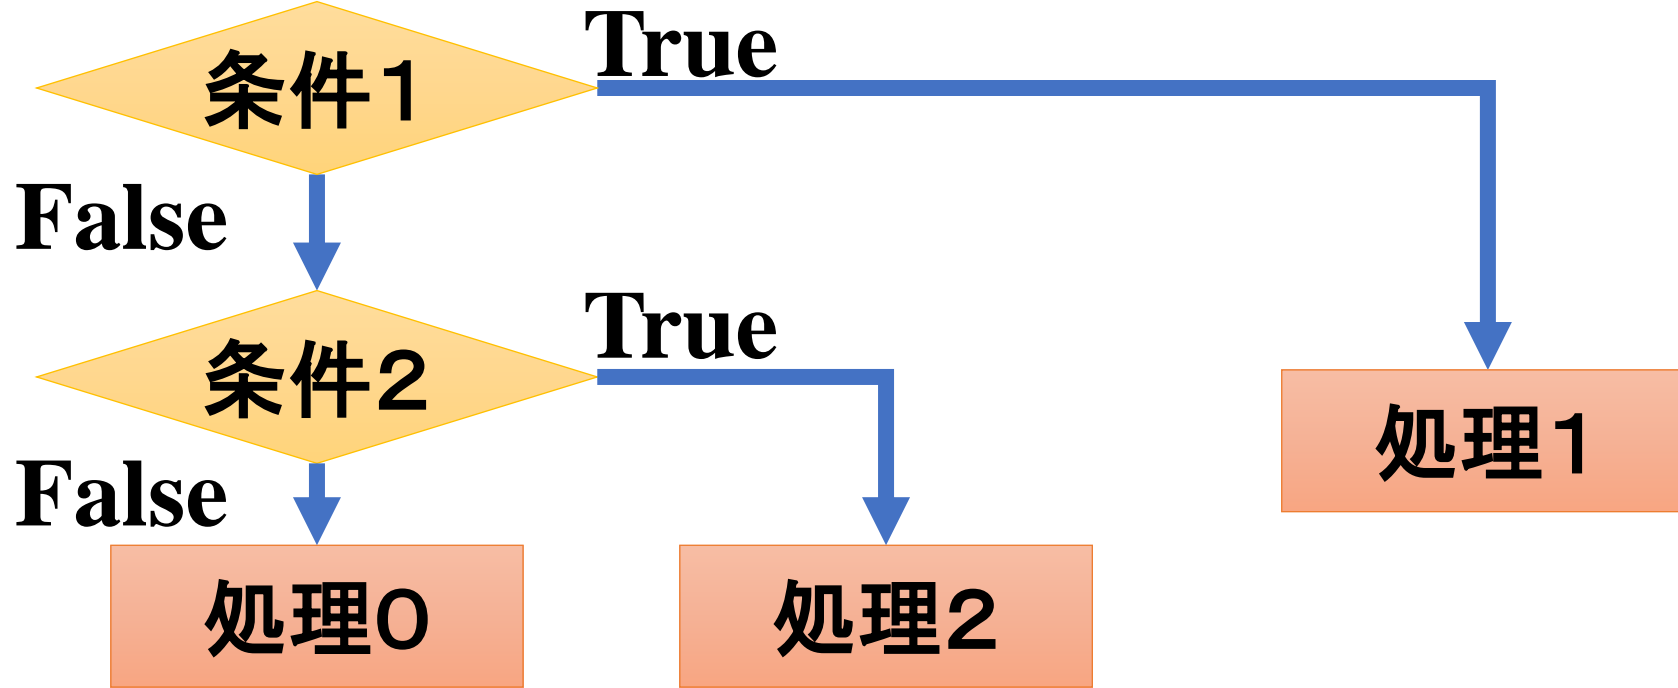 条件１
True
False
条件２
True
False
処理１
処理０
処理２